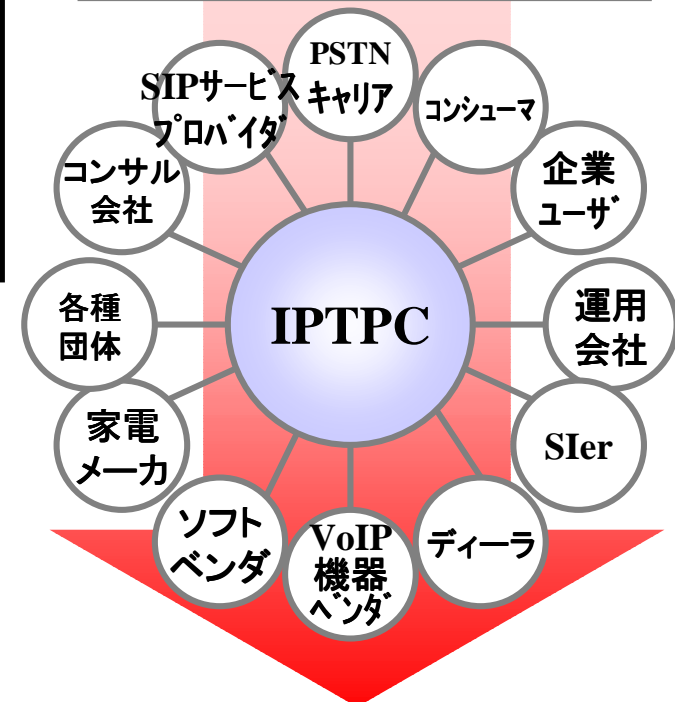 PSTN
キャリア
SIPサービス
プロバイダ
コンシューマ
コンサル
会社
企業
ユーザ
各種
団体
IPTPC
運用
会社
家電
メーカ
SIer
ソフト
ベンダ
VoIP
機器
ベンダ
ディーラ